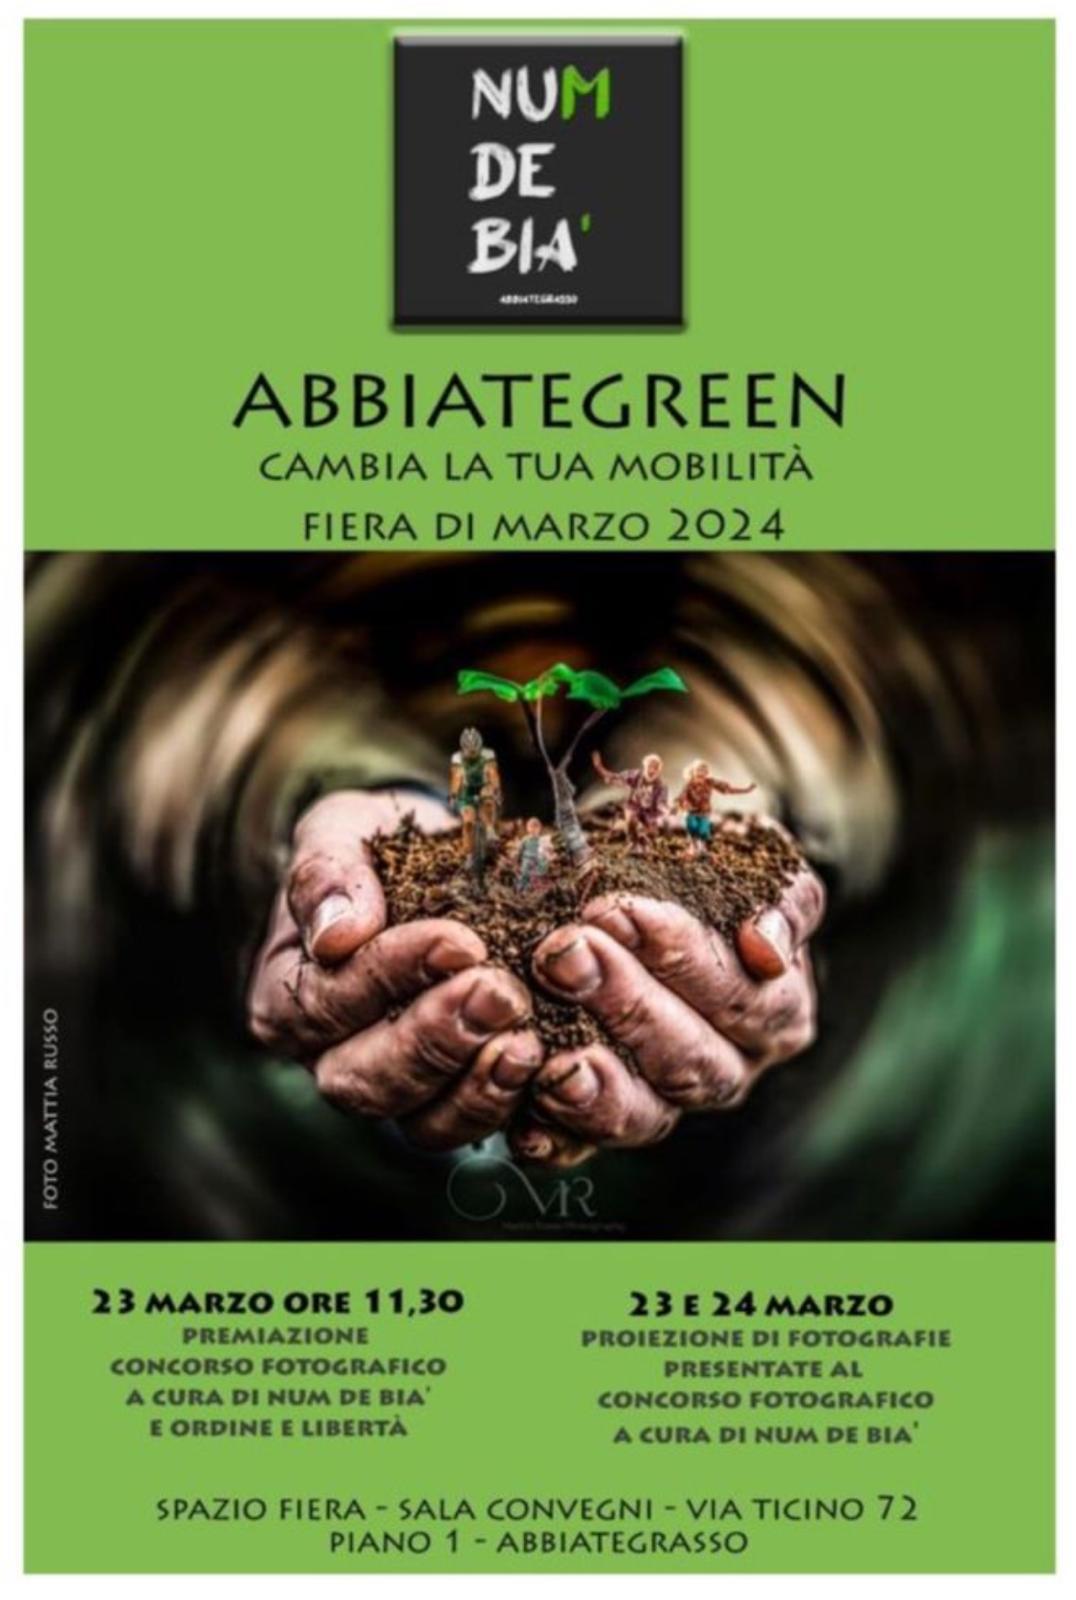 NUM
DE
BIA'
ABBIATEGRASSO
ABBIATEGREEN
CAMBIA LA TUA MOBILITÀ
FIERA DI MARZO 2024
FOTO MATTIA RUSSO
MR
Mattia Russo Photography
23 MARZO ORE 11,30
PREMIAZIONE
CONCORSO FOTOGRAFICO
A CURA DI NUM DE BIA'
E ORDINE E LIBERTÀ
23 E 24 MARZO
PROIEZIONE DI FOTOGRAFIE
PRESENTATE AL
CONCORSO FOTOGRAFICO
A CURA DI NUM DE BIA'
SPAZIO FIERA - SALA CONVEGNI - VIA TICINO 72
PIANO 1 - ABBIATEGRASSO